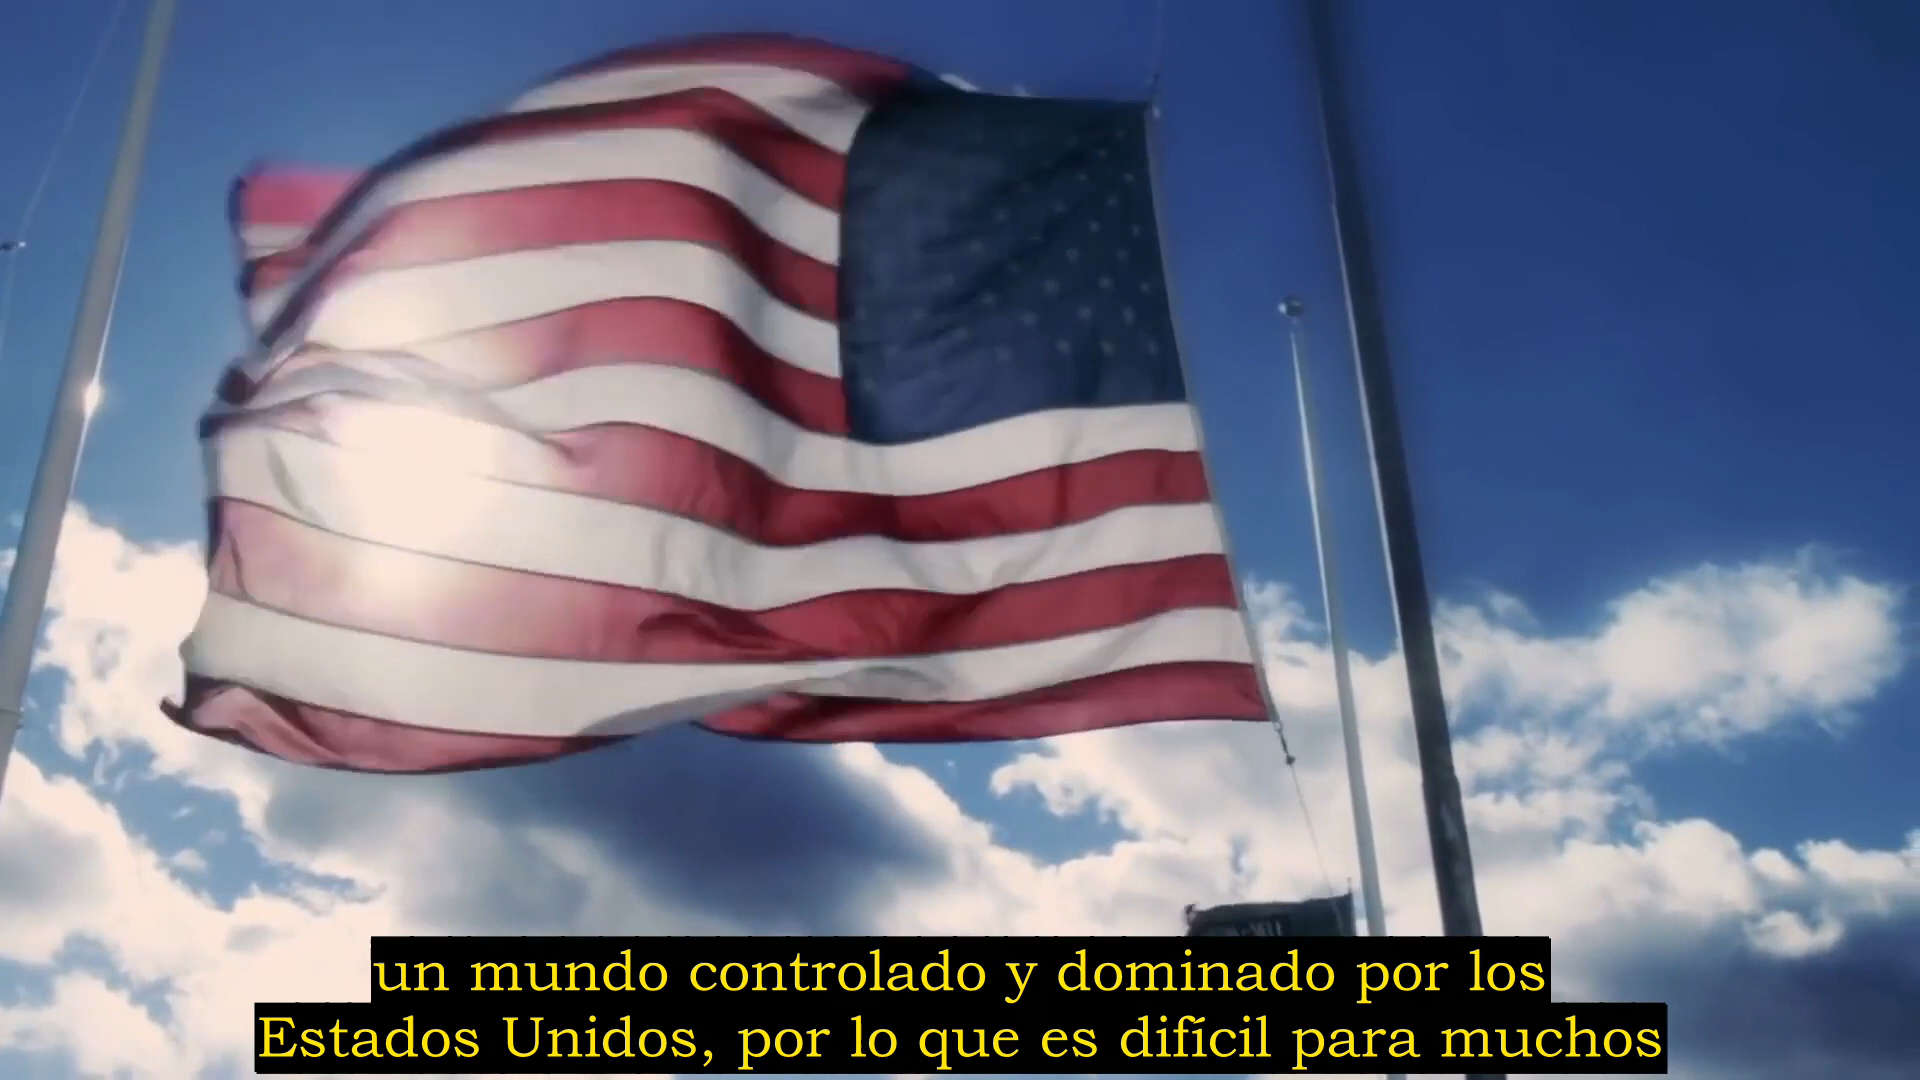 un mundo controlado y dominado por los
Estados Unidos, por lo que es difícil para muchos